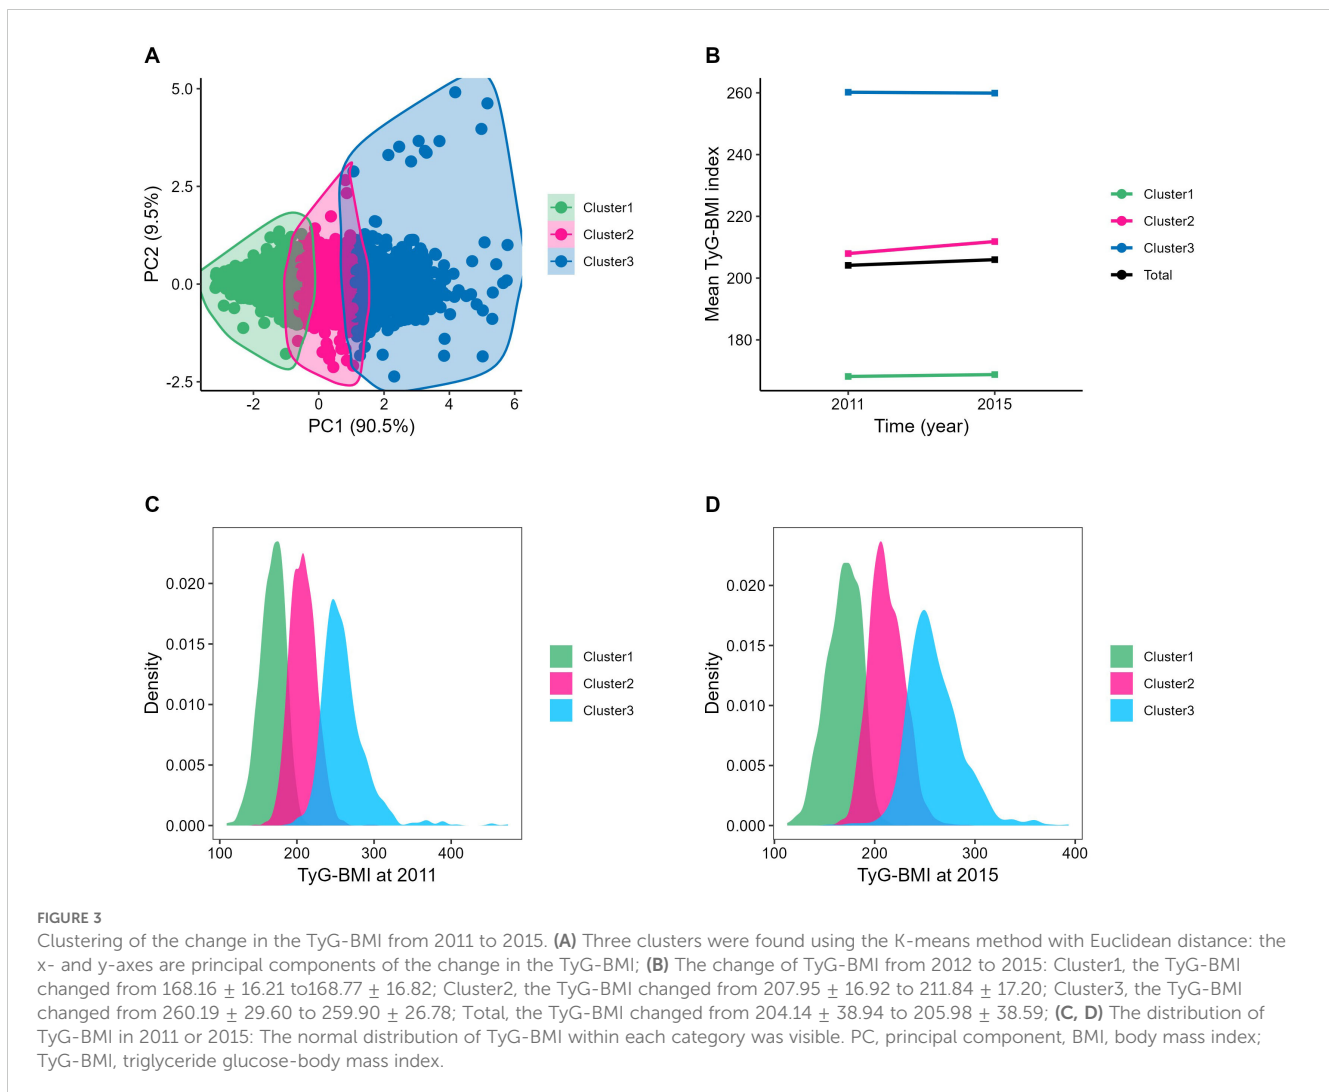 A
5.0
2.5
0.0
-2.5
PC2 (9.5%)
-2
0
2
4
6
PC1 (90.5%)
Cluster1
Cluster2
Cluster3
B
260
240
220
200
180
Mean TyG-BMI index
2011
2015
Time (year)
Cluster1
Cluster2
Cluster3
Total
C
0.020
0.015
0.010
0.005
0.000
Density
100
200
300
400
TyG-BMI at 2011
Cluster1
Cluster2
Cluster3
D
0.020
0.015
0.010
0.005
0.000
Density
100
200
300
400
TyG-BMI at 2015
Cluster1
Cluster2
Cluster3
FIGURE 3
Clustering of the change in the TyG-BMI from 2011 to 2015. (A) Three clusters were found using the K-means method with Euclidean distance: the
x- and y-axes are principal components of the change in the TyG-BMI; (B) The change of TyG-BMI from 2012 to 2015: Cluster1, the TyG-BMI
changed from 168.16 ± 16.21 to168.77 ± 16.82; Cluster2, the TyG-BMI changed from 207.95 ± 16.92 to 211.84 ± 17.20; Cluster3, the TyG-BMI
changed from 260.19 ± 29.60 to 259.90 ± 26.78; Total, the TyG-BMI changed from 204.14 ± 38.94 to 205.98 ± 38.59; (C, D) The distribution of
TyG-BMI in 2011 or 2015: The normal distribution of TyG-BMI within each category was visible. PC, principal component, BMI, body mass index;
TyG-BMI, triglyceride glucose-body mass index.